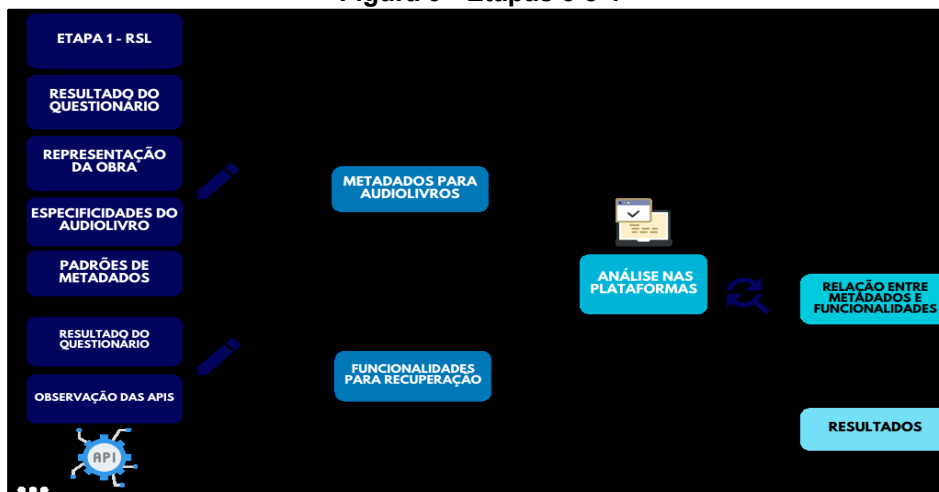 ETAPA 1 - RSL
RESULTADO DO
QUESTIONÁRIO
REPRESENTAÇÃO
DA OBRA
ESPECIFICIDADES DO
AUDIOLIVRO
PADRÕES DE
METADADOS
RESULTADO DO
QUESTIONÁRIO
OBSERVAÇÃO DAS APIS
API
METADADOS PARA
AUDIOLIVROS
FUNCIONALIDADES
PARA RECUPERAÇÃO
ANÁLISE NAS
PLATAFORMAS
RELAÇÃO ENTRE
METADADOS E
FUNCIONALIDADES
RESULTADOS